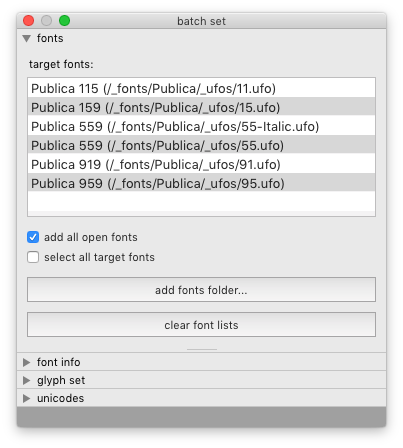 batch set
fonts
target fonts:
Publica 115 (/_fonts/Publica/_ufos/11.ufo)
Publica 159 (/_fonts/Publica/_ufos/15.ufo)
Publica 559 (/_fonts/Publica/_ufos/55-Italic.ufo)
Publica 559 (/_fonts/Publica/_ufos/55.ufo)
Publica 919 (/_fonts/Publica/_ufos/91.ufo)
Publica 959 (/_fonts/Publica/_ufos/95.ufo)
add all open fonts
select all target fonts
add fonts folder...
clear font lists
font info
glyph set
unicodes